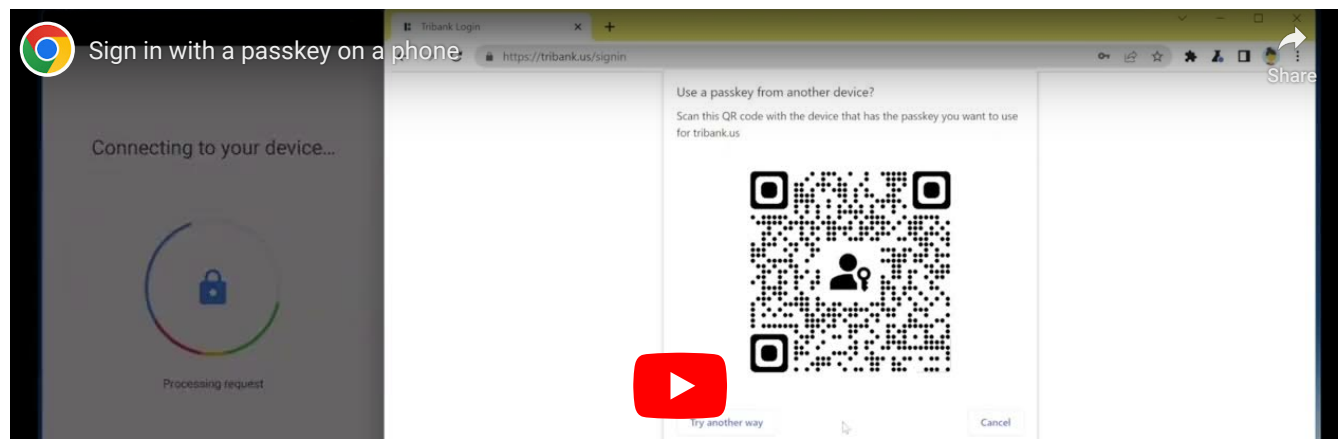 Tribank Login
Sign in with a passkey on a phone
https://tribank.us/signin
Share
Connecting to your device...
Processing request
Use a passkey from another device?
Scan this QR code with the device that has the passkey you want to use
for tribank.us
Try another way
Cancel